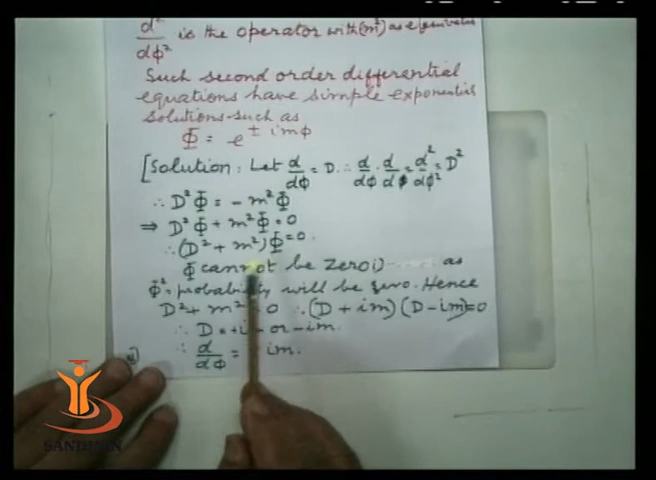 d²/dϕ² is the operator with (m²) as eigenvalue
Such second order differential
equations have simple exponential
solutions such as
Φ = e^± imϕ
[Solution: Let d/dϕ = D ∴ d/dϕ . d/dϕ = d²/dϕ² = D²
∴ D²Φ = -m²Φ
⇒ D²Φ + m²Φ = 0
∴ (D² + m²)Φ = 0.
Φ cannot be zero as
Φ² = probability will be zero. Hence
D² + m² = 0 ∴ (D + im)(D - im) = 0
∴ D = +i or -im.
∴ d/dϕ = im.
SANDHAAN